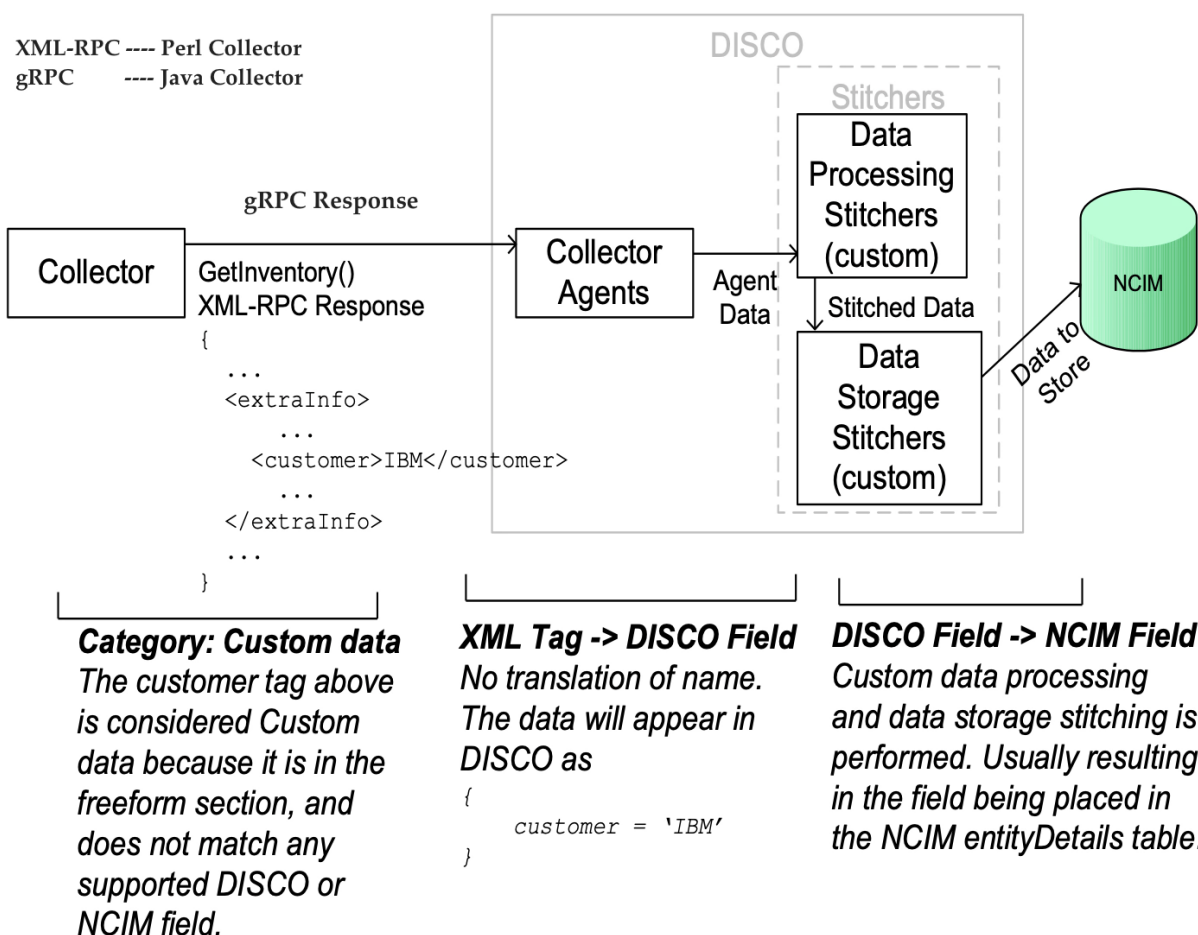 XML-RPC ---- Perl Collector
gRPC ---- Java Collector
DISCO
Stitchers
Data
Processing
Stitchers
(custom)
gRPC Response
Collector
GetInventory()
XML-RPC Response
{
...
<extraInfo>
...
<customer>IBM</customer>
...
</extraInfo>
...
}
Collector
Agents
Agent
Data
Stitched Data
Data
Storage
Stitchers
(custom)
Data to
Store
NCIM
Category: Custom data
The customer tag above
is considered Custom
data because it is in the
freeform section, and
does not match any
supported DISCO or
NCIM field.
XML Tag -> DISCO Field
No translation of name.
The data will appear in
DISCO as
{
customer = ‘IBM’
}
DISCO Field -> NCIM Field
Custom data processing
and data storage stitching is
performed. Usually resulting
in the field being placed in
the NCIM entityDetails table.